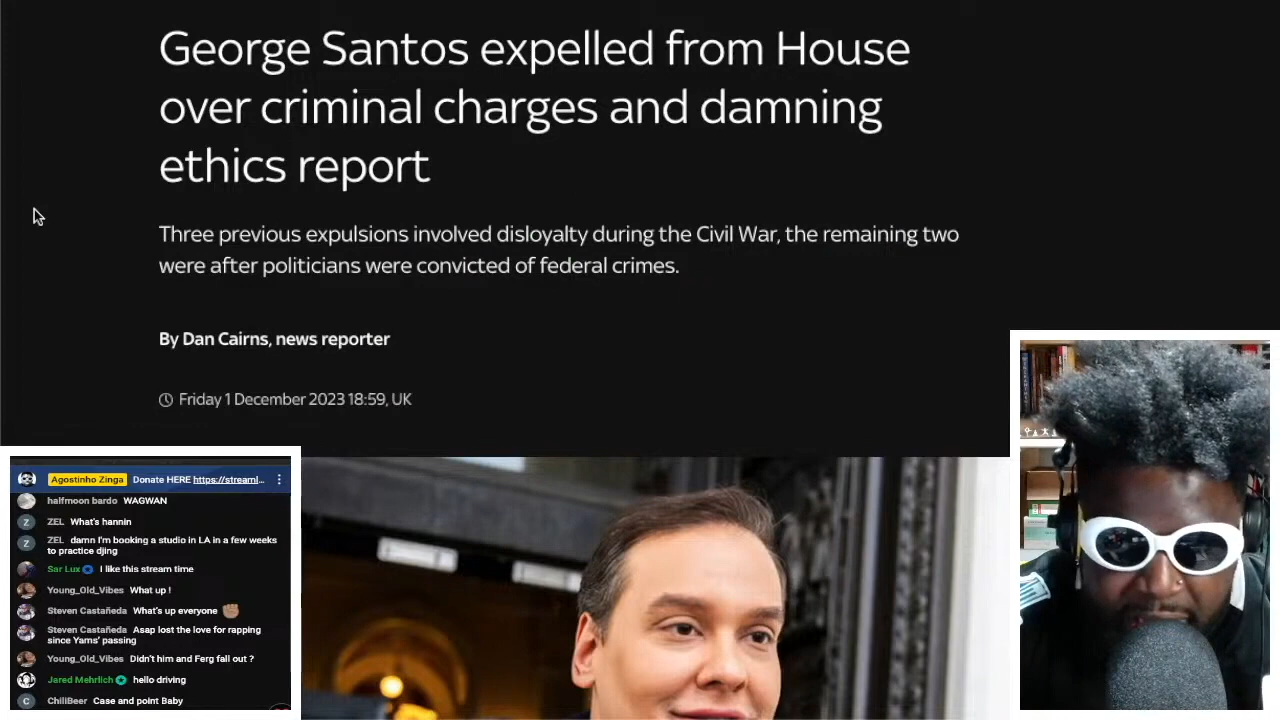 George Santos expelled from House
over criminal charges and damning
ethics report
Three previous expulsions involved disloyalty during the Civil War, the remaining two
were after politicians were convicted of federal crimes.
By Dan Cairns, news reporter
Friday 1 December 2023 18:59, UK
Agostinho Zinga Donate HERE https://streaml...
halfmoon bardo WAGWAN
Z ZEL What's hannin
Z ZEL damn I'm booking a studio in LA in a few weeks
to practice djing
Sar Lux I like this stream time
Young_Old_Vibes What up !
Steven Castañeda What's up everyone
Steven Castañeda Asap lost the love for rapping
since Yams' passing
Young_Old_Vibes Didn't him and Ferg fall out ?
Jared Mehrlich hello driving
C ChiliBeer Case and point Baby